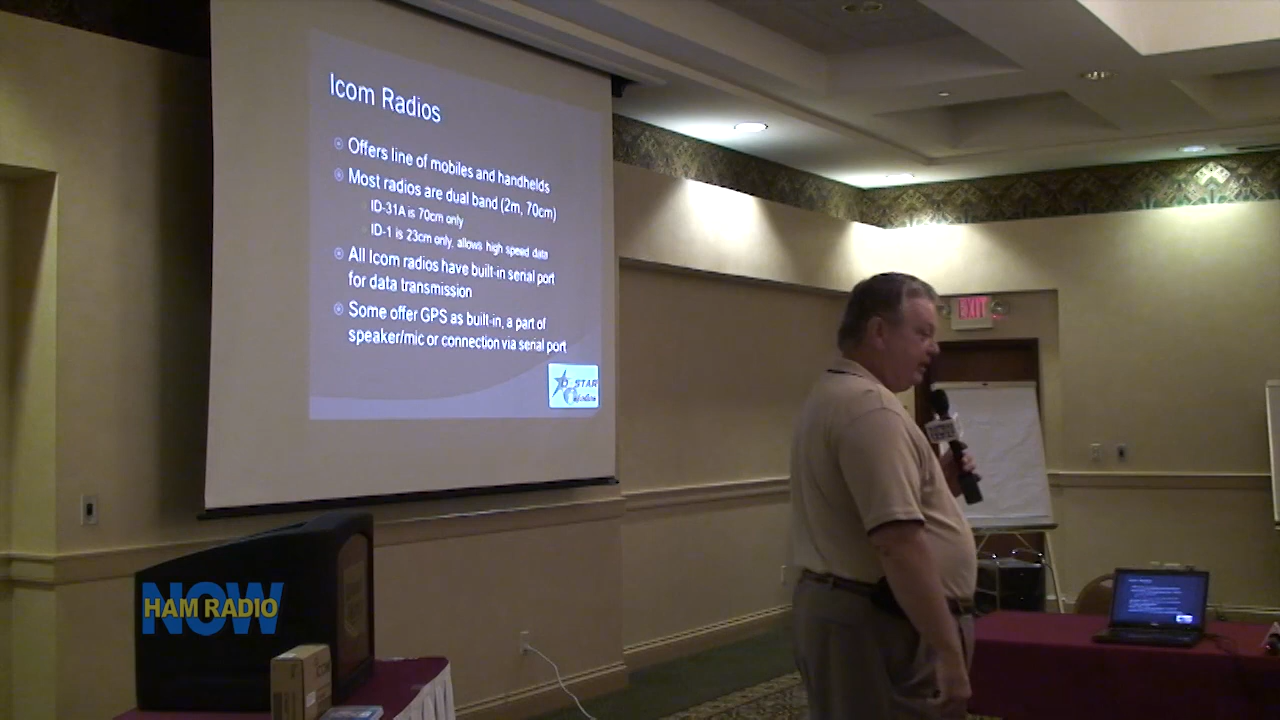 Icom Radios
Offers line of mobiles and handhelds
Most radios are dual band (2m, 70cm)
ID-31A is 70cm only
ID-1 is 23cm only, allows high speed data
All Icom radios have built-in serial port
for data transmission
Some offer GPS as built-in, a part of
speaker/mic or connection via serial port
D STAR
EXIT
NOW
HAM RADIO
ICOM